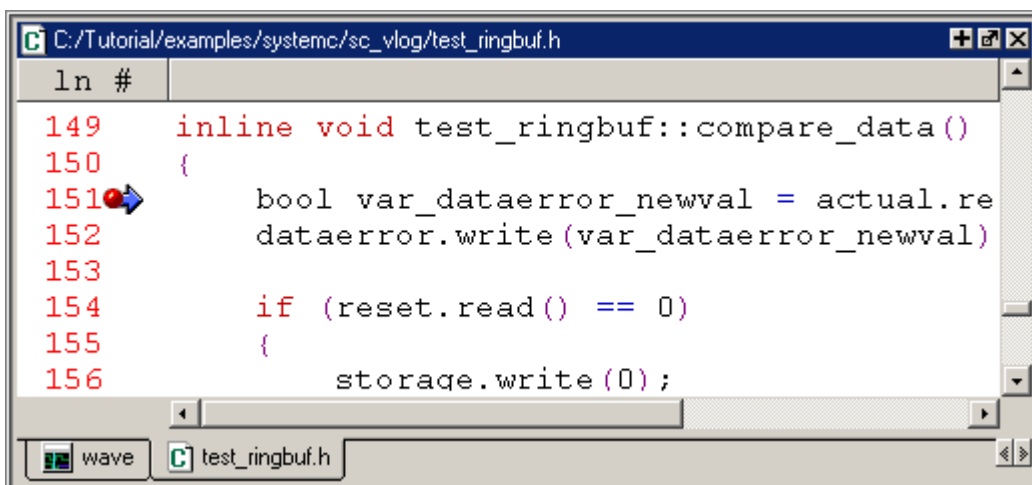 C:/Tutorial/examples/systemc/sc_vlog/test_ringbuf.h
ln #
149 inline void test_ringbuf::compare_data()
150 {
151 bool var_dataerror_newval = actual.re
152 dataerror.write(var_dataerror_newval)
153
154 if (reset.read() == 0)
155 {
156 storage.write(0);
wave test_ringbuf.h